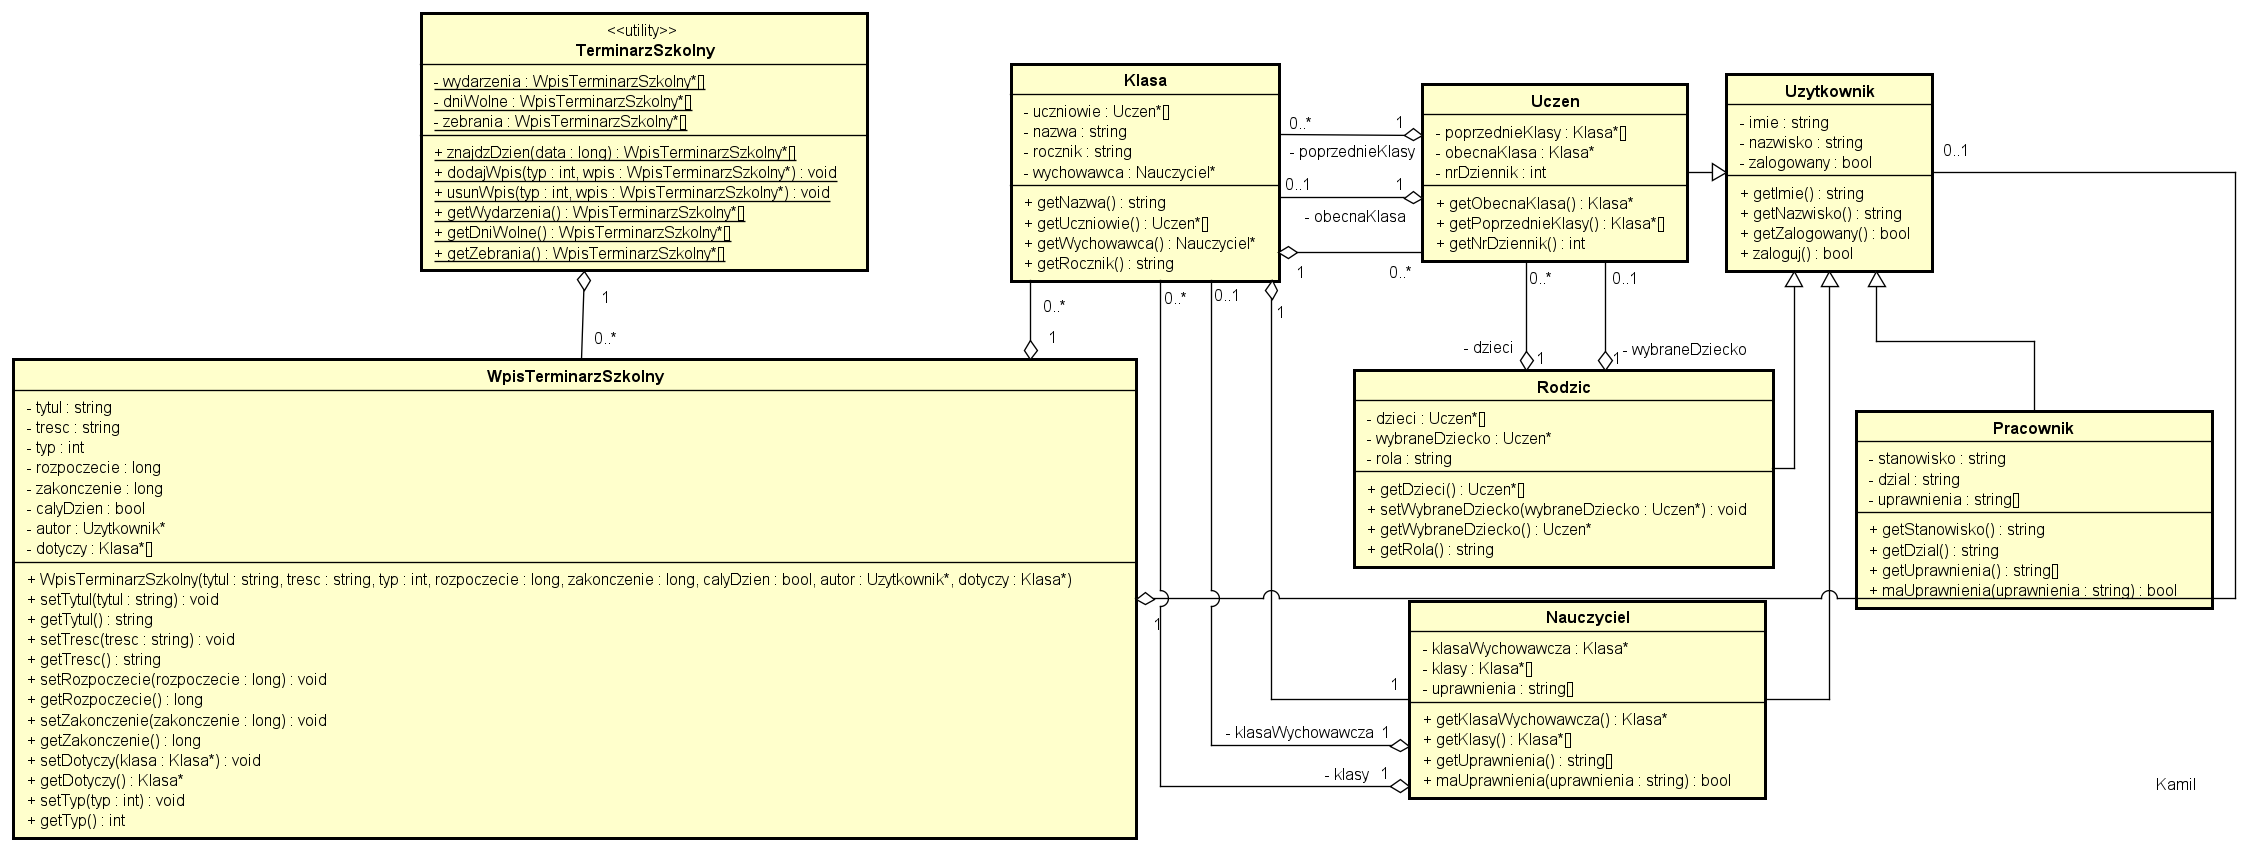 <<utility>>
TerminarzSzkolny
- wydarzenia : WpisTerminarzSzkolny*[]
- dniWolne : WpisTerminarzSzkolny*[]
- zebrania : WpisTerminarzSzkolny*[]
+ znajdzDzien(data : long) : WpisTerminarzSzkolny*[]
+ dodajWpis(typ : int, wpis : WpisTerminarzSzkolny*) : void
+ usunWpis(typ : int, wpis : WpisTerminarzSzkolny*) : void
+ getWydarzenia() : WpisTerminarzSzkolny*[]
+ getDniWolne() : WpisTerminarzSzkolny*[]
+ getZebrania() : WpisTerminarzSzkolny*[]
1
0..*
Klasa
- uczniowie : Uczen*[]
- nazwa : string
- rocznik : string
- wychowawca : Nauczyciel*
+ getNazwa() : string
+ getUczniowie() : Uczen*[]
+ getWychowawca() : Nauczyciel*
+ getRocznik() : string
0..*
1
- poprzednieKlasy
0..1
1
- obecnaKlasa
1
0..*
Uczen
- poprzednieKlasy : Klasa*[]
- obecnaKlasa : Klasa*
- nrDziennik : int
+ getObecnaKlasa() : Klasa*
+ getPoprzednieKlasy() : Klasa*[]
+ getNrDziennik() : int
Uzytkownik
- imie : string
- nazwisko : string
- zalogowany : bool
+ getImie() : string
+ getNazwisko() : string
+ getZalogowany() : bool
+ zaloguj() : bool
0..1
0..*
1
0..*
0..1
1
0..*
0..1
- dzieci
1
1
- wybraneDziecko
WpisTerminarzSzkolny
- tytul : string
- tresc : string
- typ : int
- rozpoczecie : long
- zakonczenie : long
- calyDzien : bool
- autor : Uzytkownik*
- dotyczy : Klasa*[]
+ WpisTerminarzSzkolny(tytul : string, tresc : string, typ : int, rozpoczecie : long, zakonczenie : long, calyDzien : bool, autor : Uzytkownik*, dotyczy : Klasa*)
+ setTytul(tytul : string) : void
+ getTytul() : string
+ setTresc(tresc : string) : void
+ getTresc() : string
+ setRozpoczecie(rozpoczecie : long) : void
+ getRozpoczecie() : long
+ setZakonczenie(zakonczenie : long) : void
+ getZakonczenie() : long
+ setDotyczy(klasa : Klasa*) : void
+ getDotyczy() : Klasa*
+ setTyp(typ : int) : void
+ getTyp() : int
1
Rodzic
- dzieci : Uczen*[]
- wybraneDziecko : Uczen*
- rola : string
+ getDzieci() : Uczen*[]
+ setWybraneDziecko(wybraneDziecko : Uczen*) : void
+ getWybraneDziecko() : Uczen*
+ getRola() : string
Pracownik
- stanowisko : string
- dzial : string
- uprawnienia : string[]
+ getStanowisko() : string
+ getDzial() : string
+ getUprawnienia() : string[]
+ maUprawnienia(uprawnienia : string) : bool
Nauczyciel
- klasaWychowawcza : Klasa*
- klasy : Klasa*[]
- uprawnienia : string[]
+ getKlasaWychowawcza() : Klasa*
+ getKlasy() : Klasa*[]
+ getUprawnienia() : string[]
+ maUprawnienia(uprawnienia : string) : bool
1
- klasaWychowawcza
1
- klasy
1
Kamil